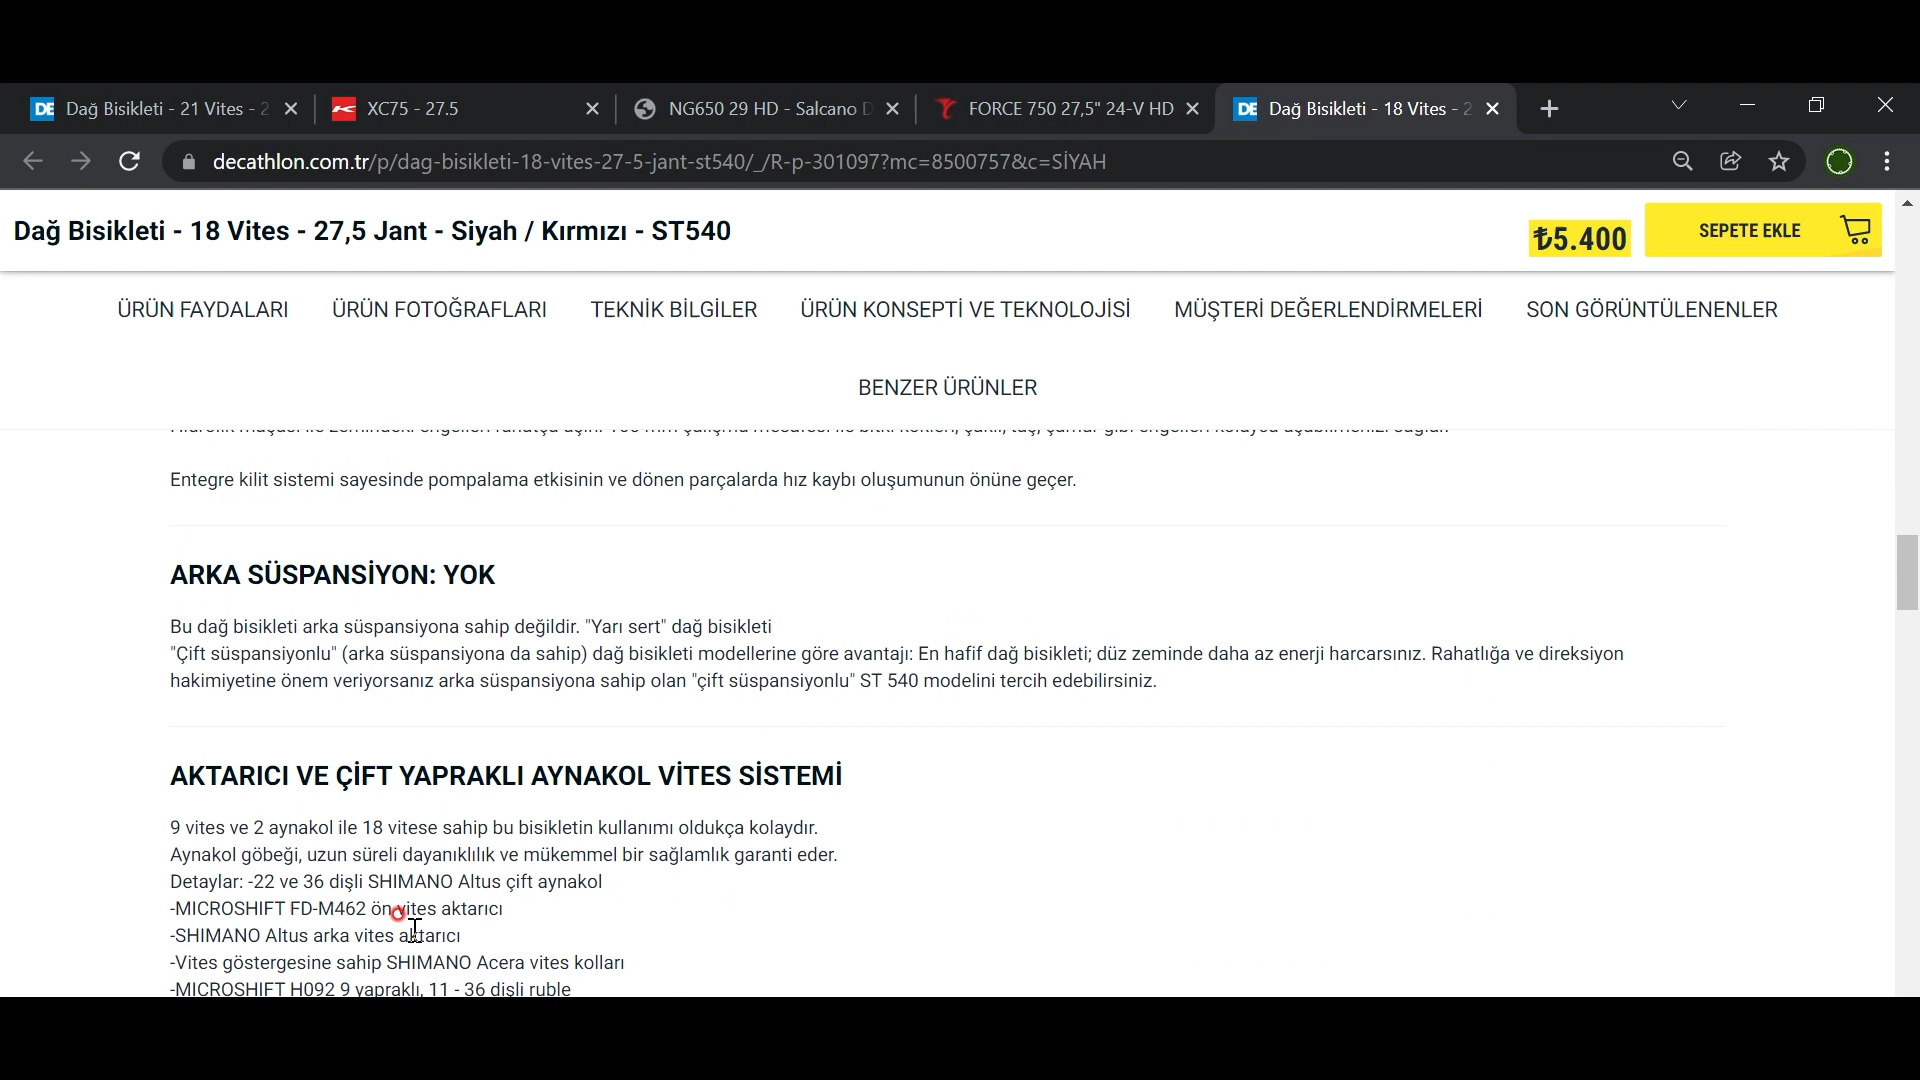 Dağ Bisikleti - 21 Vites - 2
XC75 - 27.5
NG650 29 HD - Salcano D
FORCE 750 27,5" 24-V HD
Dağ Bisikleti - 18 Vites - 2
decathlon.com.tr/p/dag-bisikleti-18-vites-27-5-jant-st540/_/R-p-301097?mc=8500757&c=SİYAH
Dağ Bisikleti - 18 Vites - 27,5 Jant - Siyah / Kırmızı - ST540
₺5.400
SEPETE EKLE
ÜRÜN FAYDALARI ÜRÜN FOTOĞRAFLARI TEKNİK BİLGİLER ÜRÜN KONSEPTİ VE TEKNOLOJİSİ MÜŞTERİ DEĞERLENDİRMELERİ SON GÖRÜNTÜLENENLER
BENZER ÜRÜNLER
Entegre kilit sistemi sayesinde pompalama etkisinin ve dönen parçalarda hız kaybı oluşumunun önüne geçer.
ARKA SÜSPANSİYON: YOK
Bu dağ bisikleti arka süspansiyona sahip değildir. "Yarı sert" dağ bisikleti
"Çift süspansiyonlu" (arka süspansiyona da sahip) dağ bisikleti modellerine göre avantajı: En hafif dağ bisikleti; düz zeminde daha az enerji harcarsınız. Rahatlığa ve direksiyon
hakimiyetine önem veriyorsanız arka süspansiyona sahip olan "çift süspansiyonlu" ST 540 modelini tercih edebilirsiniz.
AKTARICI VE ÇİFT YAPRAKLI AYNAKOL VİTES SİSTEMİ
9 vites ve 2 aynakol ile 18 vitese sahip bu bisikletin kullanımı oldukça kolaydır.
Aynakol göbeği, uzun süreli dayanıklılık ve mükemmel bir sağlamlık garanti eder.
Detaylar: -22 ve 36 dişli SHIMANO Altus çift aynakol
-MICROSHIFT FD-M462 ön vites aktarıcı
-SHIMANO Altus arka vites aktarıcı
-Vites göstergesine sahip SHIMANO Acera vites kolları
-MICROSHIFT H092 9 yapraklı, 11 - 36 dişli ruble